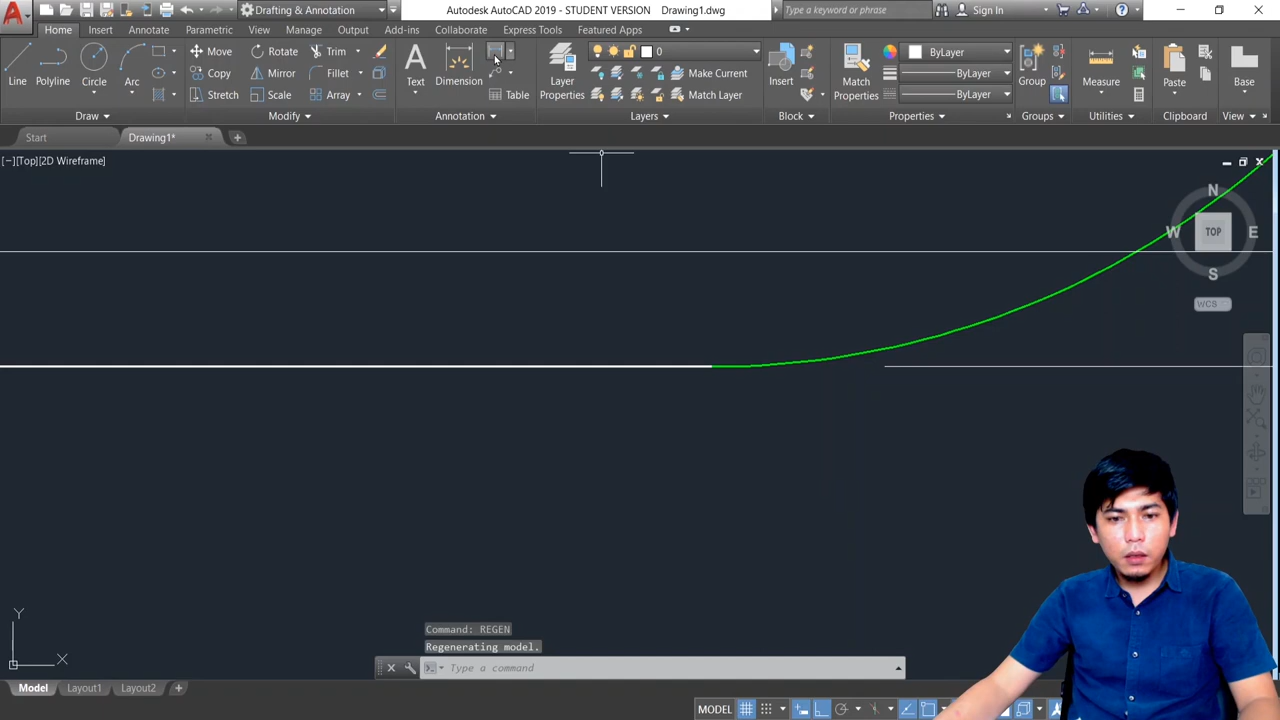 Drafting & Annotation
Autodesk AutoCAD 2019 - STUDENT VERSION Drawing1.dwg
Type a keyword or phrase
Sign In
Home Insert Annotate Parametric View Manage Output Add-ins Collaborate Express Tools Featured Apps
Line Polyline Circle Arc
Move Rotate Trim
Copy Mirror Fillet
Stretch Scale Array
Text Dimension Table
Layer Properties
0
Make Current
Match Layer
Insert
Match Properties
ByLayer
ByLayer
ByLayer
Group Measure Paste Base
Draw Modify Annotation Layers Block Properties Groups Utilities Clipboard View
Start Drawing1* +
[−][Top][2D Wireframe]
N
W TOP E
S
WCS
Y
X
Command: REGEN
Regenerating model.
Type a command
Model Layout1 Layout2 +
MODEL